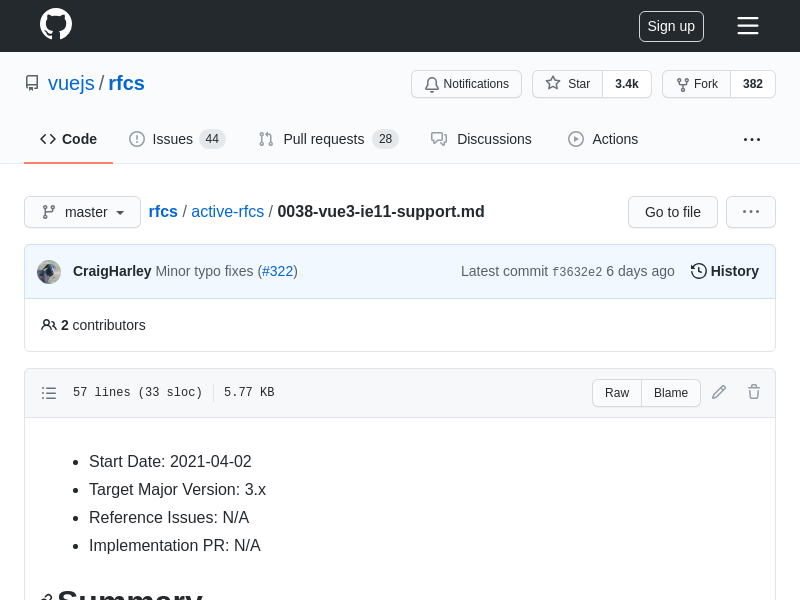 Sign up
vuejs / rfcs
Notifications Star 3.4k Fork 382
Code Issues 44 Pull requests 28 Discussions Actions
master rfcs / active-rfcs / 0038-vue3-ie11-support.md Go to file
CraigHarley Minor typo fixes (#322) Latest commit f3632e2 6 days ago History
2 contributors
57 lines (33 sloc) 5.77 KB Raw Blame
Start Date: 2021-04-02
Target Major Version: 3.x
Reference Issues: N/A
Implementation PR: N/A
Summary